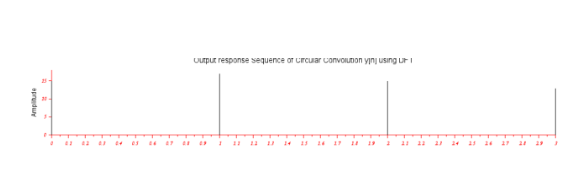 Output response Sequence of Circular Convolution y[n] using DFT
Amplitude
15
10
5
0
0 0.1 0.2 0.3 0.4 0.5 0.6 0.7 0.8 0.9 1 1.1 1.2 1.3 1.4 1.5 1.6 1.7 1.8 1.9 2 2.1 2.2 2.3 2.4 2.5 2.6 2.7 2.8 2.9 3